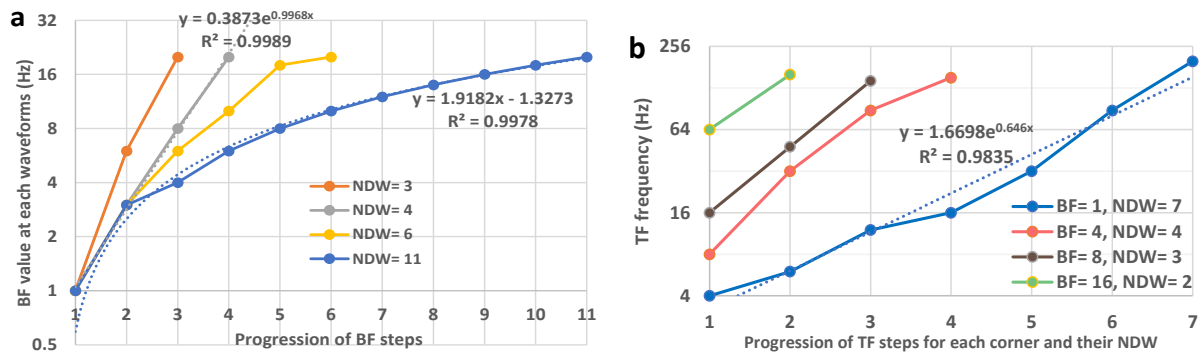 a
BF value at each waveforms (Hz)
32
16
8
4
2
1
0.5
y = 0.3873e^0.9968x
R² = 0.9989
y = 1.9182x - 1.3273
R² = 0.9978
NDW= 3
NDW= 4
NDW= 6
NDW= 11
1 2 3 4 5 6 7 8 9 10 11
Progression of BF steps
b
TF frequency (Hz)
256
64
16
4
y = 1.6698e^0.646x
R² = 0.9835
BF= 1, NDW= 7
BF= 4, NDW= 4
BF= 8, NDW= 3
BF= 16, NDW= 2
1 2 3 4 5 6 7
Progression of TF steps for each corner and their NDW